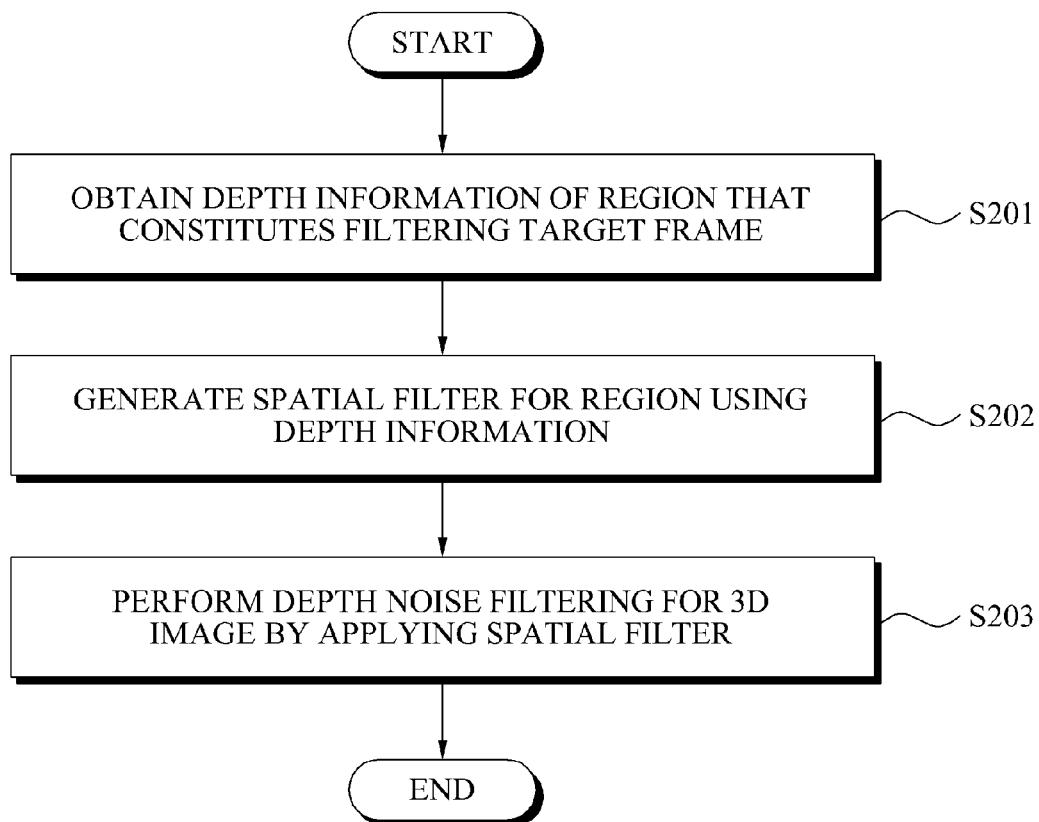 START
OBTAIN DEPTH INFORMATION OF REGION THAT
CONSTITUTES FILTERING TARGET FRAME
S201
GENERATE SPATIAL FILTER FOR REGION USING
DEPTH INFORMATION
S202
PERFORM DEPTH NOISE FILTERING FOR 3D
IMAGE BY APPLYING SPATIAL FILTER
S203
END